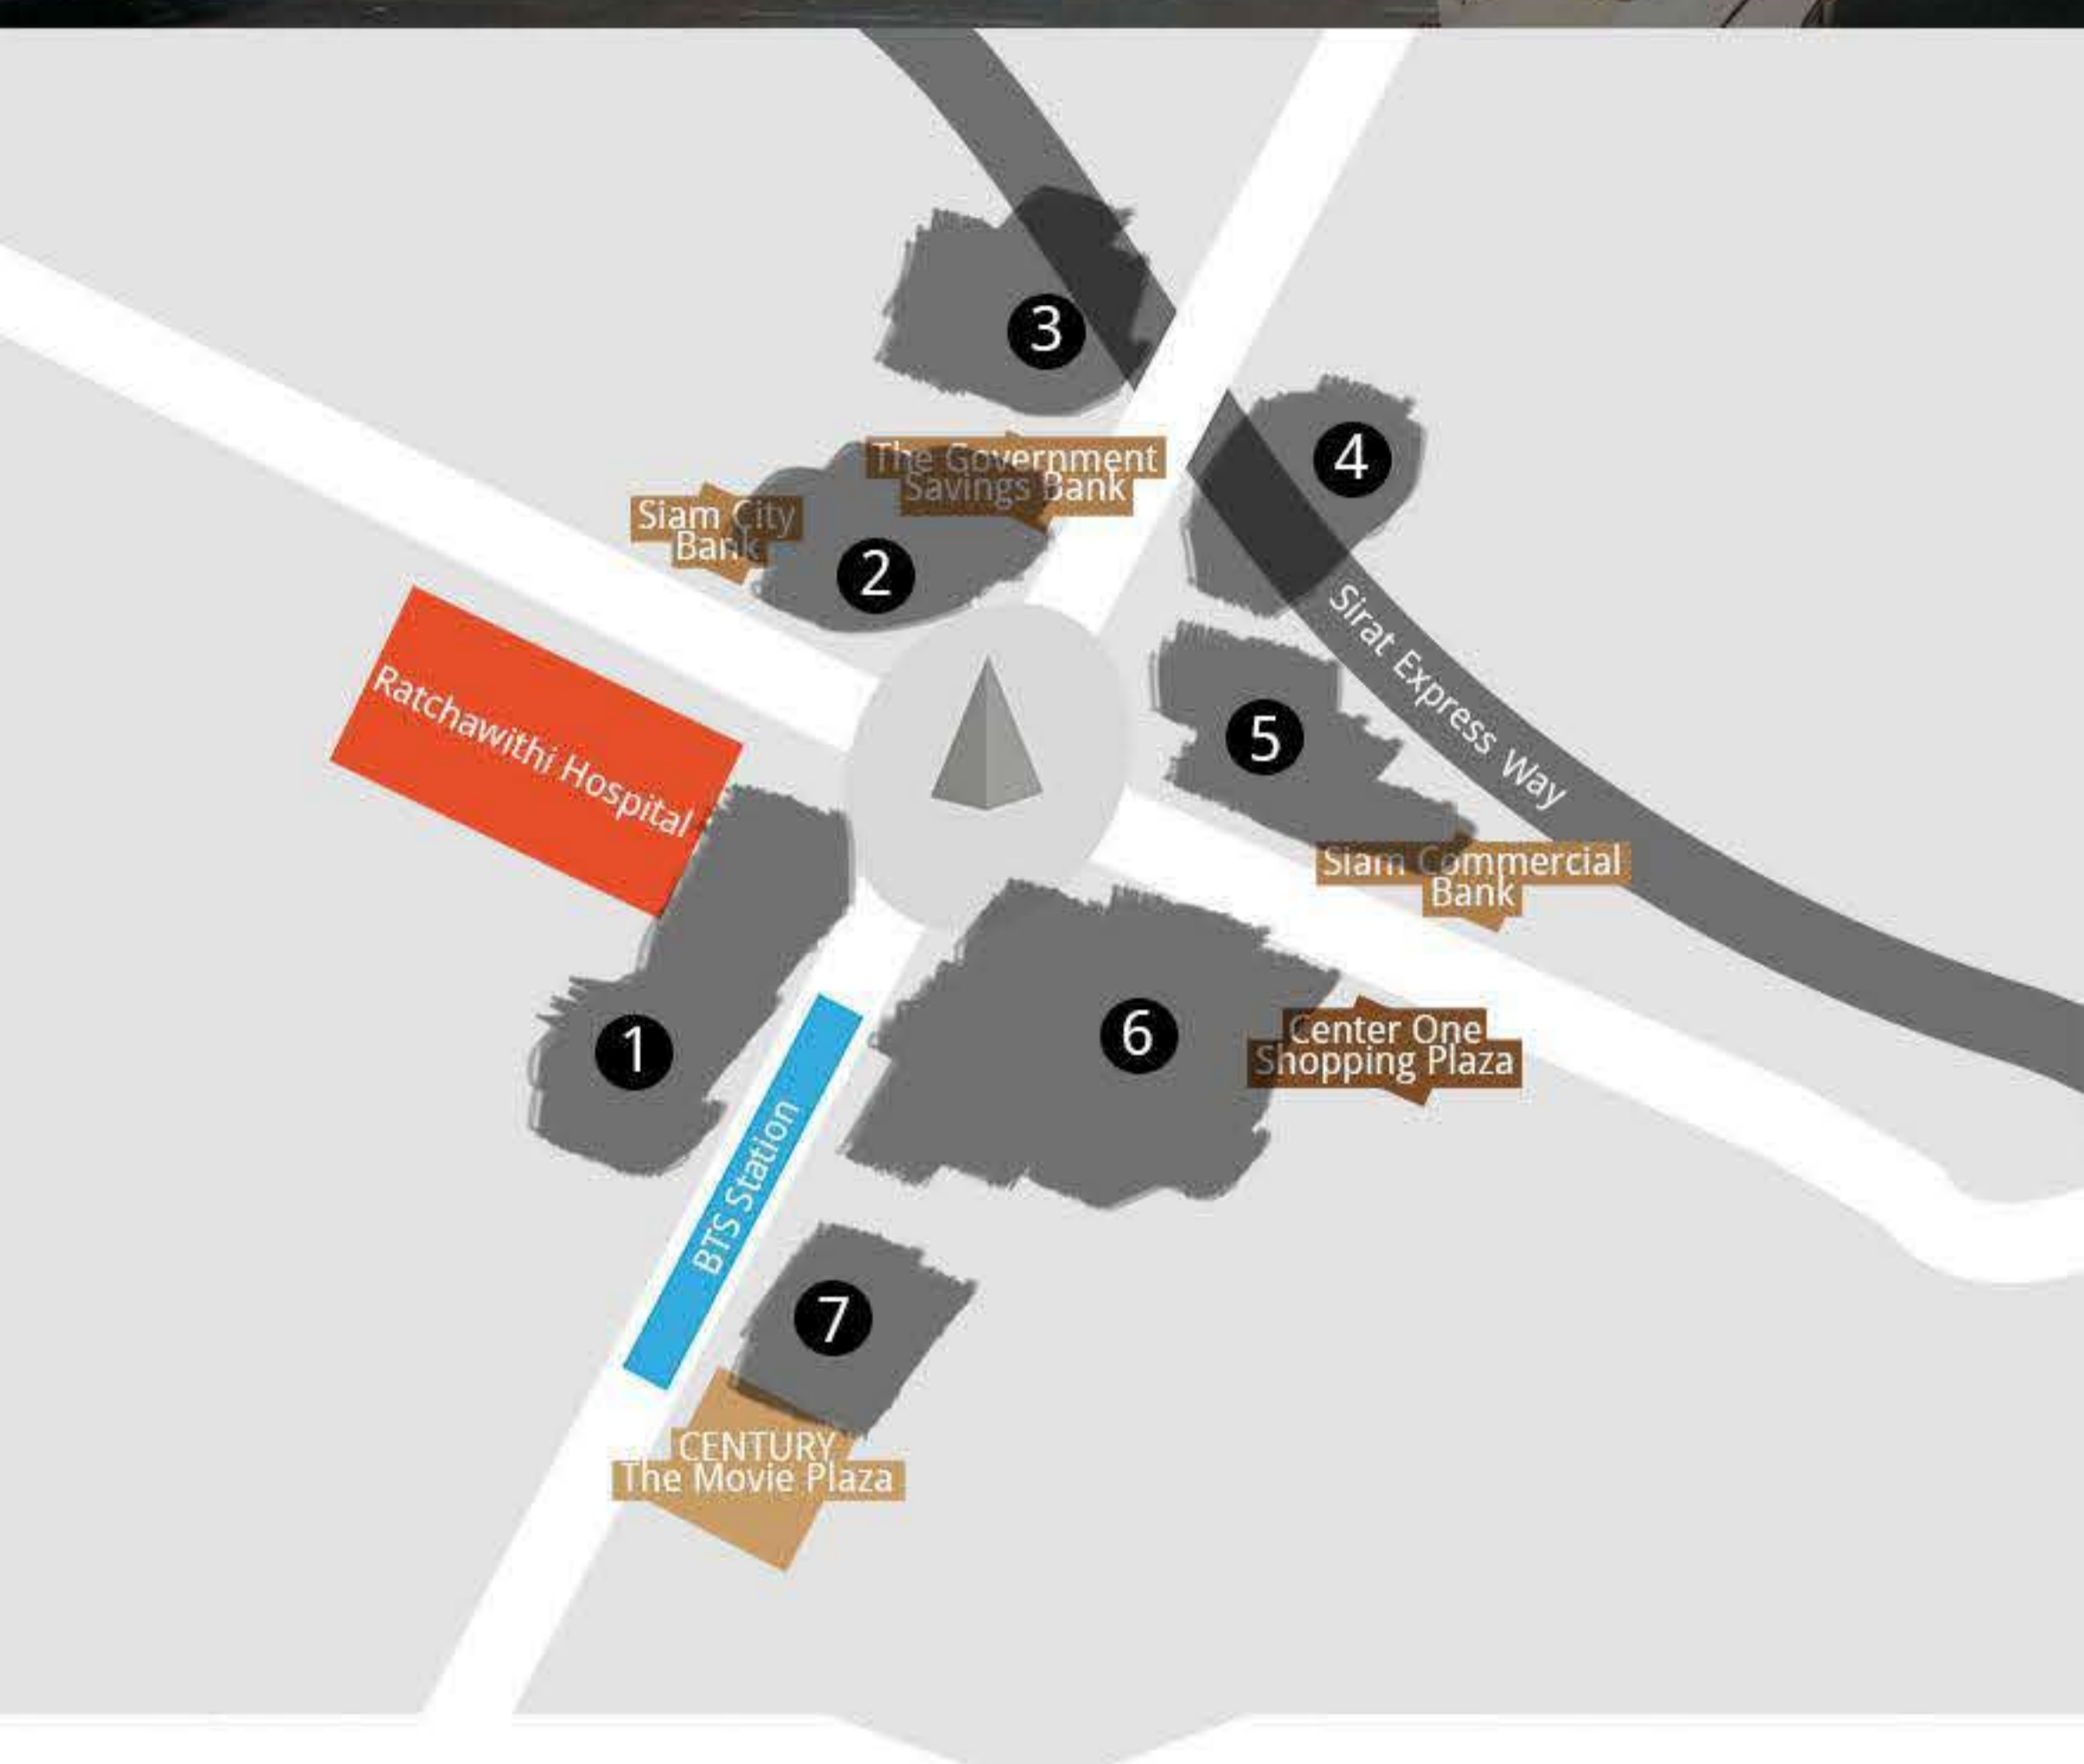 3
4
The Government
Savings Bank
Siam City
Bank
2
Sirat Express Way
5
Ratchawithi Hospital
Siam Commercial
Bank
1
6
Center One
Shopping Plaza
BTS Station
7
CENTURY
The Movie Plaza